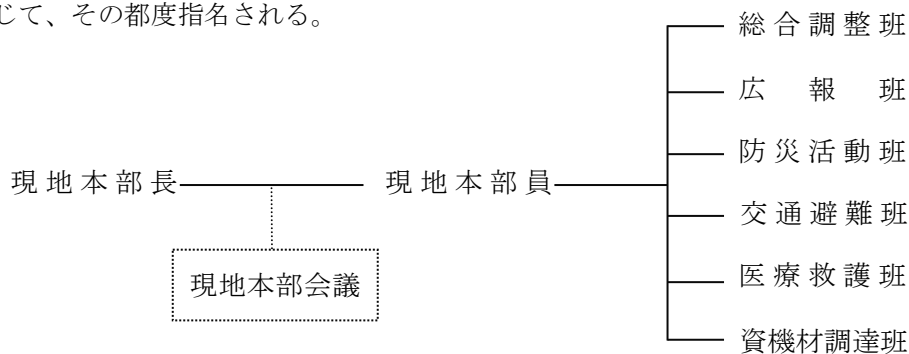 じて、その都度指名される。
総合調整班
広報班
防災活動班
現地本部長 現地本部員
交通避難班
医療救護班
現地本部会議
資機材調達班